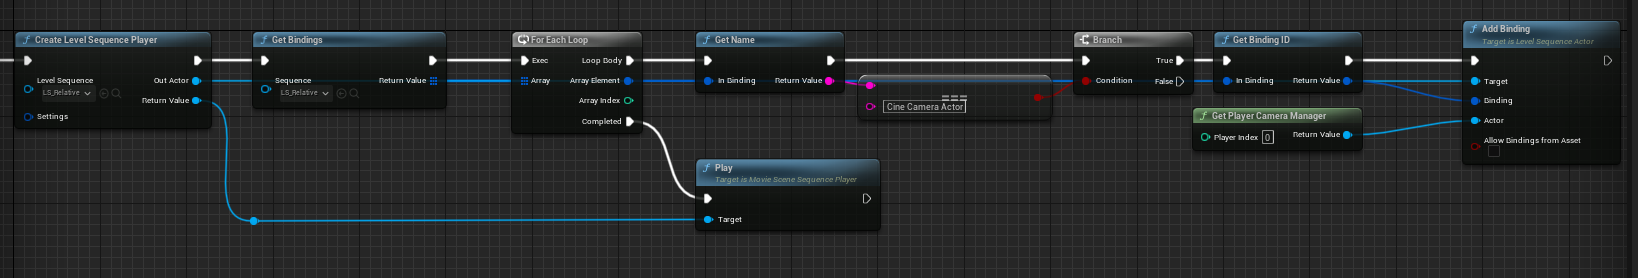 Create Level Sequence Player
Level Sequence
LS_Relative
Settings
Out Actor
Return Value
Get Bindings
Sequence
LS_Relative
Return Value
For Each Loop
Exec
Array
Loop Body
Array Element
Array Index
Completed
Get Name
In Binding
Return Value
===
Cine Camera Actor
Branch
Condition
True
False
Get Binding ID
In Binding
Return Value
Get Player Camera Manager
Player Index
0
Return Value
Add Binding
Target is Level Sequence Actor
Target
Binding
Actor
Allow Bindings from Asset
Play
Target is Movie Scene Sequence Player
Target